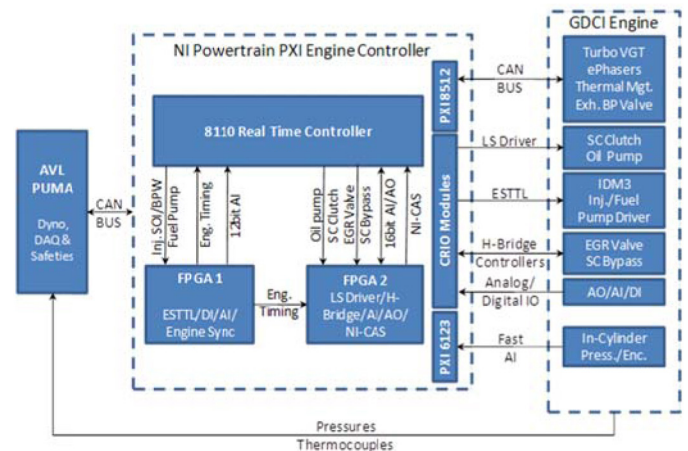 GDCI Engine
NI Powertrain PXI Engine Controller
PXI 8512
CAN
BUS
Turbo VGT
ePhasers
Thermal Mgt.
Exh. BP Valve
8110 Real Time Controller
LS Driver
SC Clutch
Oil Pump
AVL
PUMA
Dyno,
DAQ &
Safeties
CAN
BUS
Inj. SOI/BPW
Fuel Pump
Eng. Timing
12bit AI
Oil pump
SC Clutch
EGR Valve
SC Bypass
16bit AI/AO
NI-CAS
CRIO Modules
ESTTL
IDM3
Inj./Fuel
Pump Driver
H-Bridge
Controllers
EGR Valve
SC Bypass
FPGA 1
ESTTL/DI/AI/
Engine Sync
Eng.
Timing
FPGA 2
LS Driver/H-
Bridge/AI/AO/
NI-CAS
Analog/
Digital IO
AO/AI/DI
PXI 6123
Fast
AI
In-Cylinder
Press./Enc.
Pressures
Thermocouples